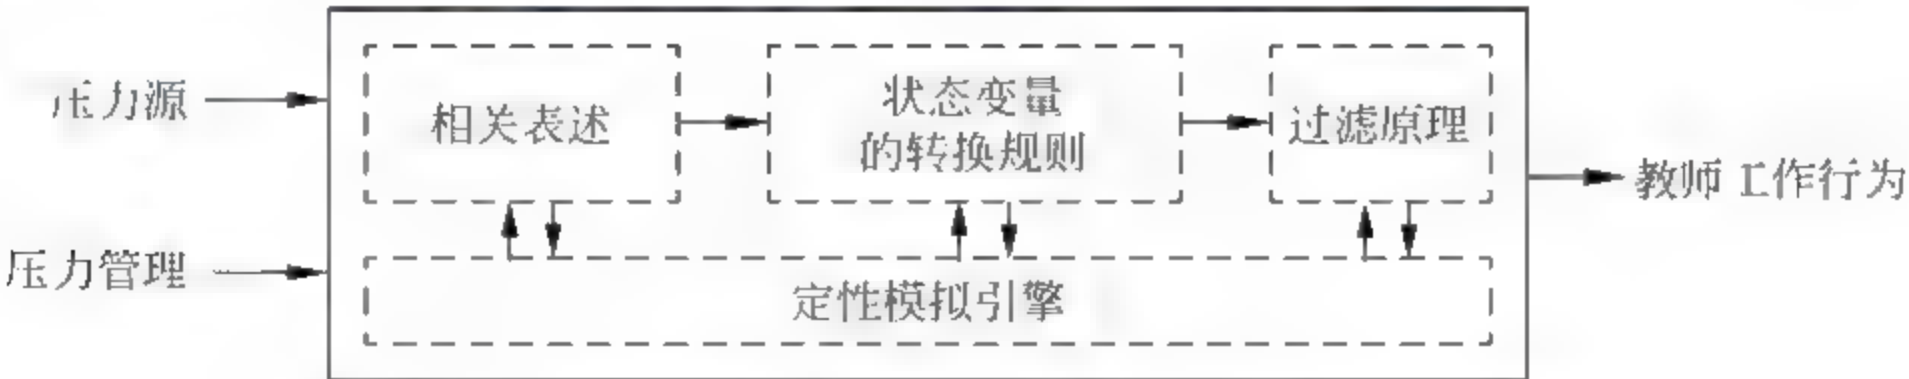 压力源
相关表述
状态变量
的转换规则
过滤原理
教师工作行为
压力管理
定性模拟引擎